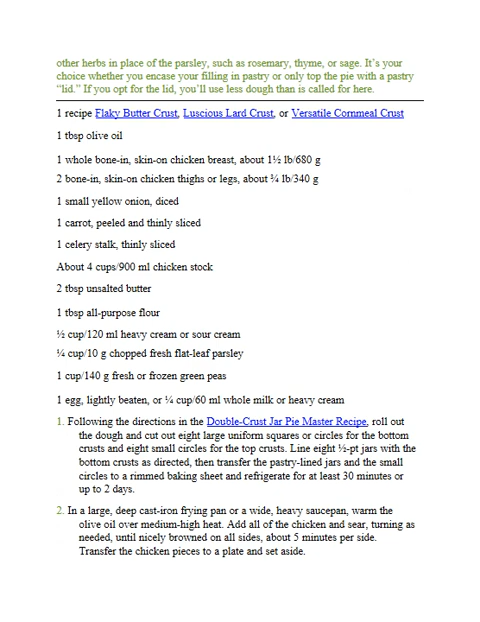 other herbs in place of the parsley, such as rosemary, thyme, or sage. It’s your
choice whether you encase your filling in pastry or only top the pie with a pastry
“lid.” If you opt for the lid, you’ll use less dough than is called for here.
1 recipe Flaky Butter Crust, Luscious Lard Crust, or Versatile Cornmeal Crust
1 tbsp olive oil
1 whole bone-in, skin-on chicken breast, about 1½ lb/680 g
2 bone-in, skin-on chicken thighs or legs, about ¾ lb/340 g
1 small yellow onion, diced
1 carrot, peeled and thinly sliced
1 celery stalk, thinly sliced
About 4 cups/900 ml chicken stock
2 tbsp unsalted butter
1 tbsp all-purpose flour
½ cup/120 ml heavy cream or sour cream
¼ cup/10 g chopped fresh flat-leaf parsley
1 cup/140 g fresh or frozen green peas
1 egg, lightly beaten, or ¼ cup/60 ml whole milk or heavy cream
1. Following the directions in the Double-Crust Jar Pie Master Recipe, roll out
the dough and cut out eight large uniform squares or circles for the bottom
crusts and eight small circles for the top crusts. Line eight ½-pt jars with the
bottom crusts as directed, then transfer the pastry-lined jars and the small
circles to a rimmed baking sheet and refrigerate for at least 30 minutes or
up to 2 days.
2. In a large, deep cast-iron frying pan or a wide, heavy saucepan, warm the
olive oil over medium-high heat. Add all of the chicken and sear, turning as
needed, until nicely browned on all sides, about 5 minutes per side.
Transfer the chicken pieces to a plate and set aside.